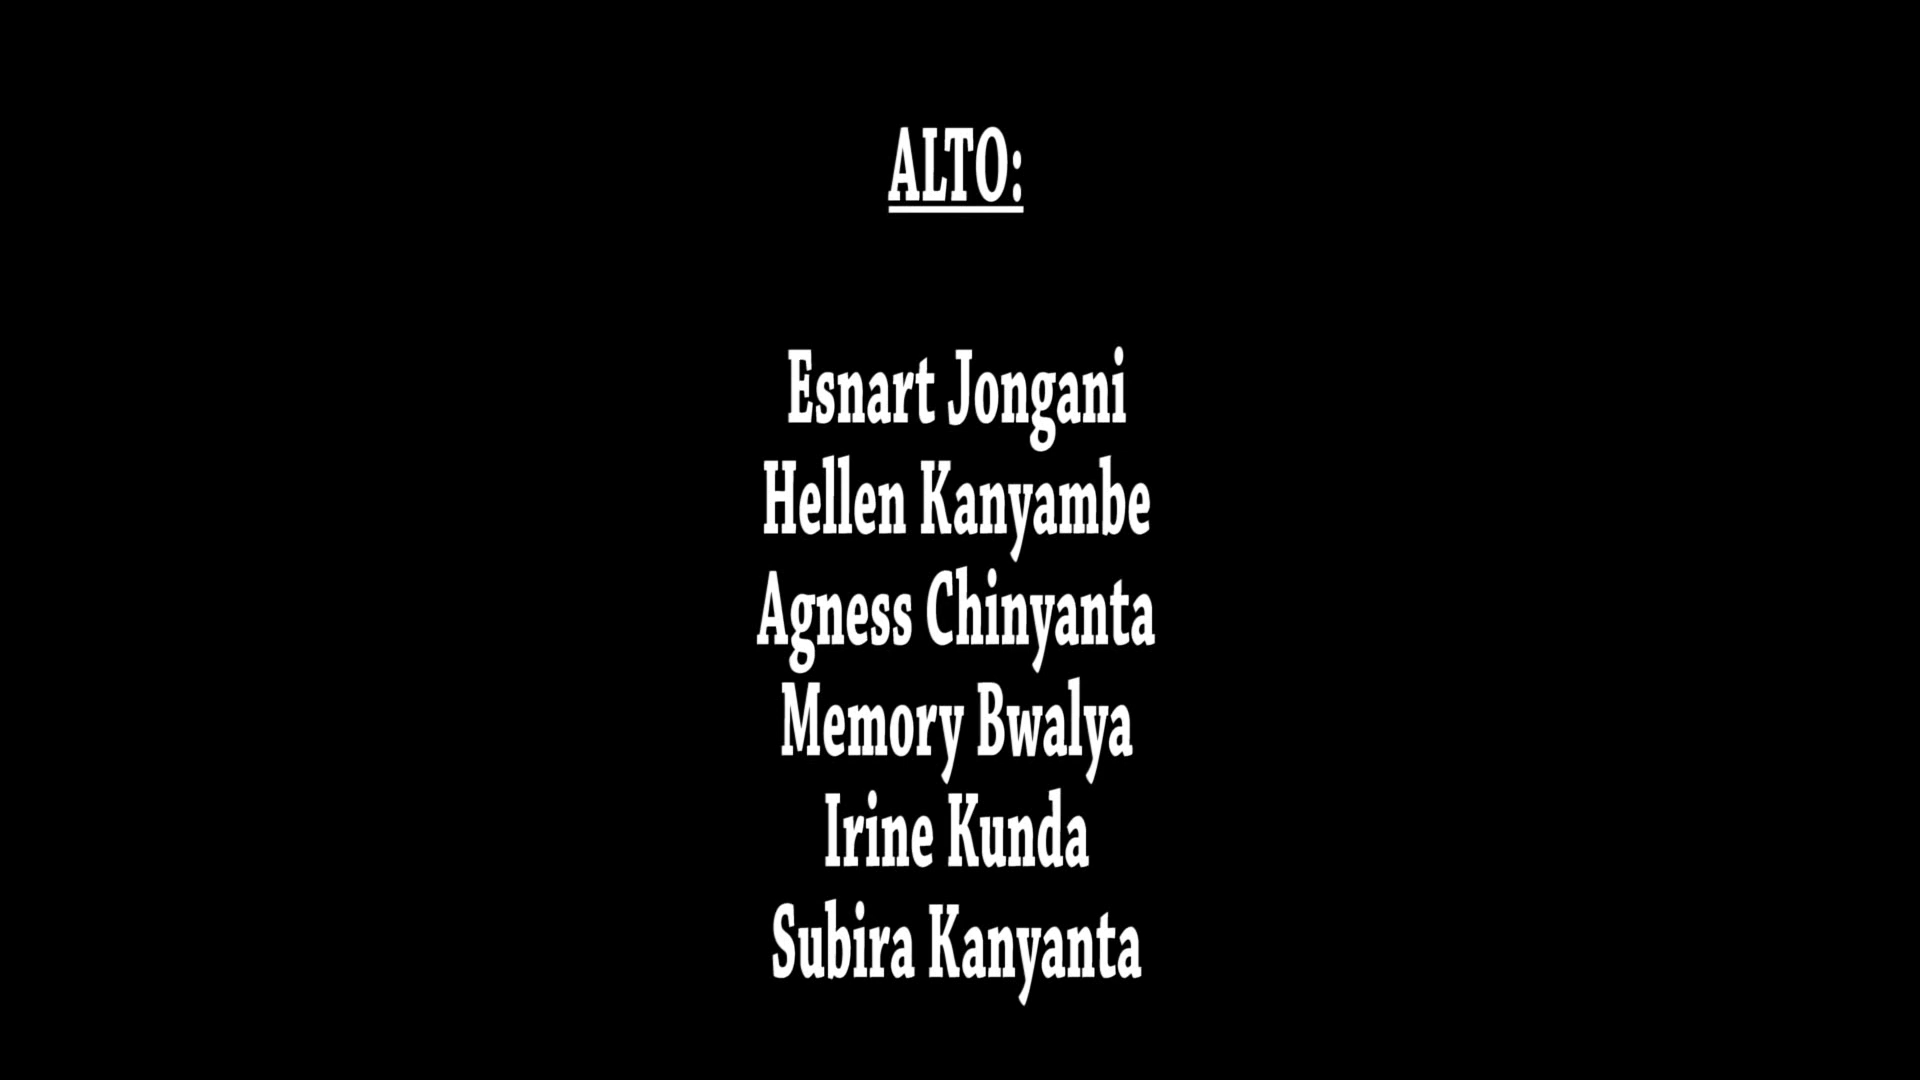 ALTO:
Esnart Jongani
Hellen Kanyambe
Agness Chinyanta
Memory Bwalya
Irine Kunda
Subira Kanyanta